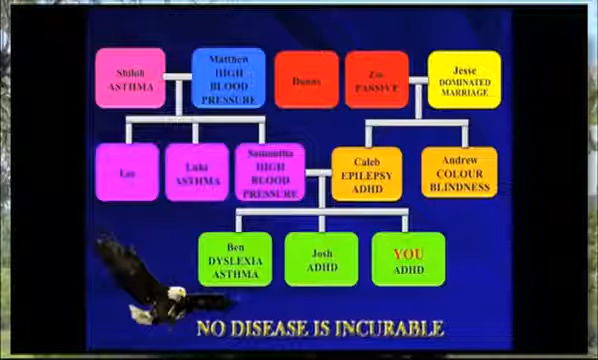 Shiloh
ASTHMA
Matthew
HIGH
BLOOD
PRESSURE
Danny
Zoe
PASSIVE
Jesse
DOMINATED
MARRIAGE
Luke
ASTHMA
Samantha
HIGH
BLOOD
PRESSURE
Caleb
EPILEPSY
ADHD
Andrew
COLOUR
BLINDNESS
Ben
DYSLEXIA
ASTHMA
Josh
ADHD
YOU
ADHD
NO DISEASE IS INCURABLE